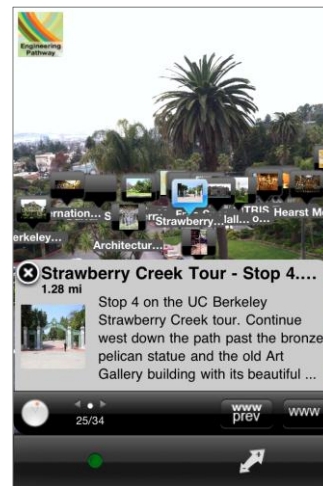 Engineering
Pathway
rnation...
Strawberry...
Hearst M
erkeley...
Architectur...
Strawberry Creek Tour - Stop 4....
1.28 mi
Stop 4 on the UC Berkeley
Strawberry Creek tour. Continue
west down the path past the bronze
pelican statue and the old Art
Gallery building with its beautiful ...
25/34
www
prev
www